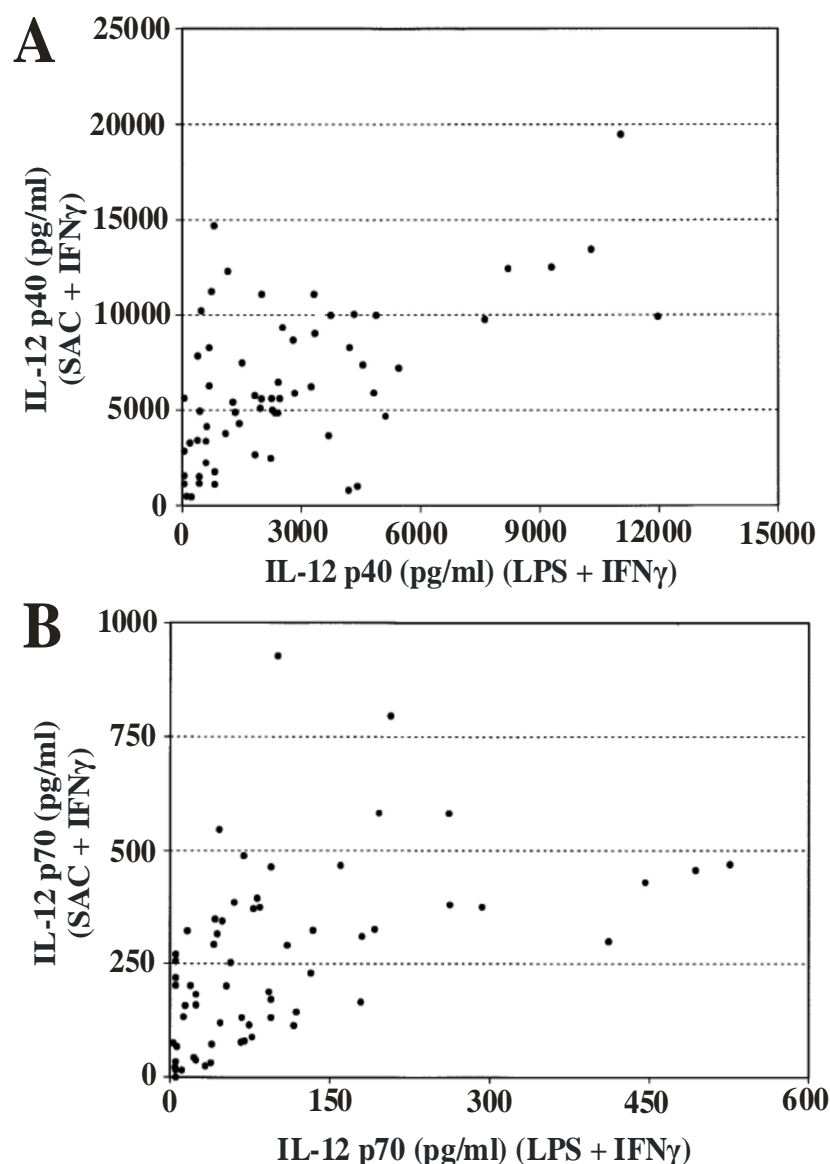 A
25000
20000
15000
10000
5000
0
IL-12 p40 (pg/ml)
(SAC + IFNγ)
0 3000 6000 9000 12000 15000
IL-12 p40 (pg/ml) (LPS + IFNγ)
B
1000
750
500
250
0
IL-12 p70 (pg/ml)
(SAC + IFNγ)
0 150 300 450 600
IL-12 p70 (pg/ml) (LPS + IFNγ)